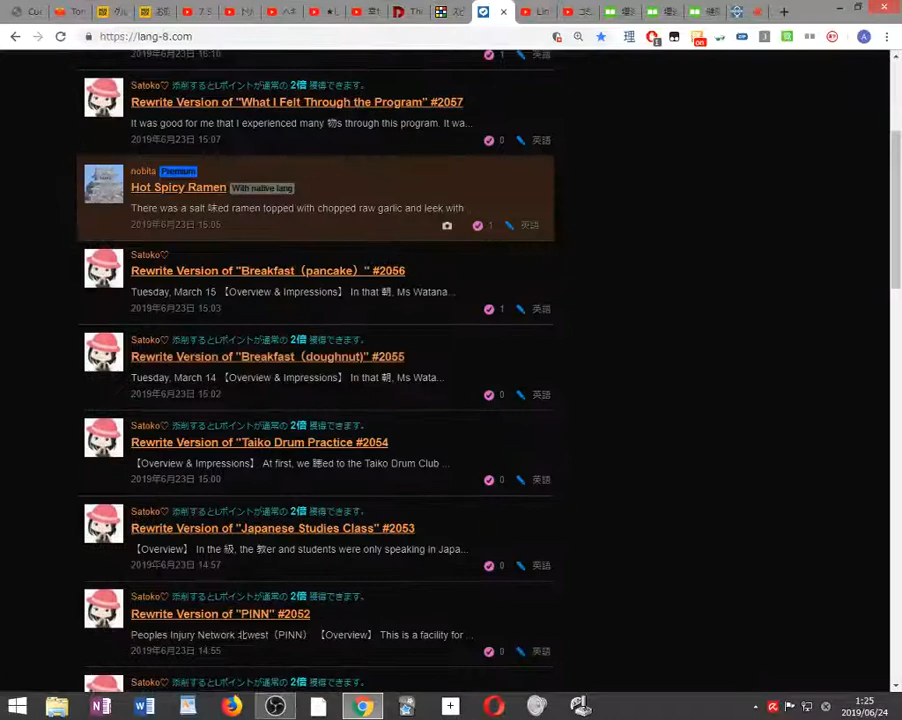 https://lang-8.com
2019年6月23日 15:10
1
Satoko♡ 添削するとLポイントが通常の 2倍 獲得できます。
Rewrite Version of "What I Felt Through the Program" #2057
It was good for me that I experienced many 物s through this program. It wa...
2019年6月23日 15:07
0 英語
nobita Premium
Hot Spicy Ramen With native lang
There was a salt 味ed ramen topped with chopped raw garlic and leek with
2019年6月23日 15:05
1 英語
Satoko♡
Rewrite Version of "Breakfast（pancake）" #2056
Tuesday, March 15 【Overview & Impressions】 In that 朝, Ms Watana...
2019年6月23日 15:03
1 英語
Satoko♡ 添削するとLポイントが通常の 2倍 獲得できます。
Rewrite Version of "Breakfast（doughnut)" #2055
Tuesday, March 14 【Overview & Impressions】 In that 朝, Ms Wata...
2019年6月23日 15:02
0 英語
Satoko♡ 添削するとLポイントが通常の 2倍 獲得できます。
Rewrite Version of "Taiko Drum Practice #2054
【Overview & Impressions】 At first, we 聴ed to the Taiko Drum Club ...
2019年6月23日 15:00
0 英語
Satoko♡ 添削するとLポイントが通常の 2倍 獲得できます。
Rewrite Version of "Japanese Studies Class" #2053
【Overview】 In the 級, the 教er and students were only speaking in Japa...
2019年6月23日 14:57
0 英語
Satoko♡ 添削するとLポイントが通常の 2倍 獲得できます。
Rewrite Version of "PINN" #2052
Peoples Injury Network 北west（PINN） 【Overview】 This is a facility for ...
2019年6月23日 14:55
0 英語
Satoko♡ 添削するとLポイントが通常の 2倍 獲得できます。
1:25
2019/06/24